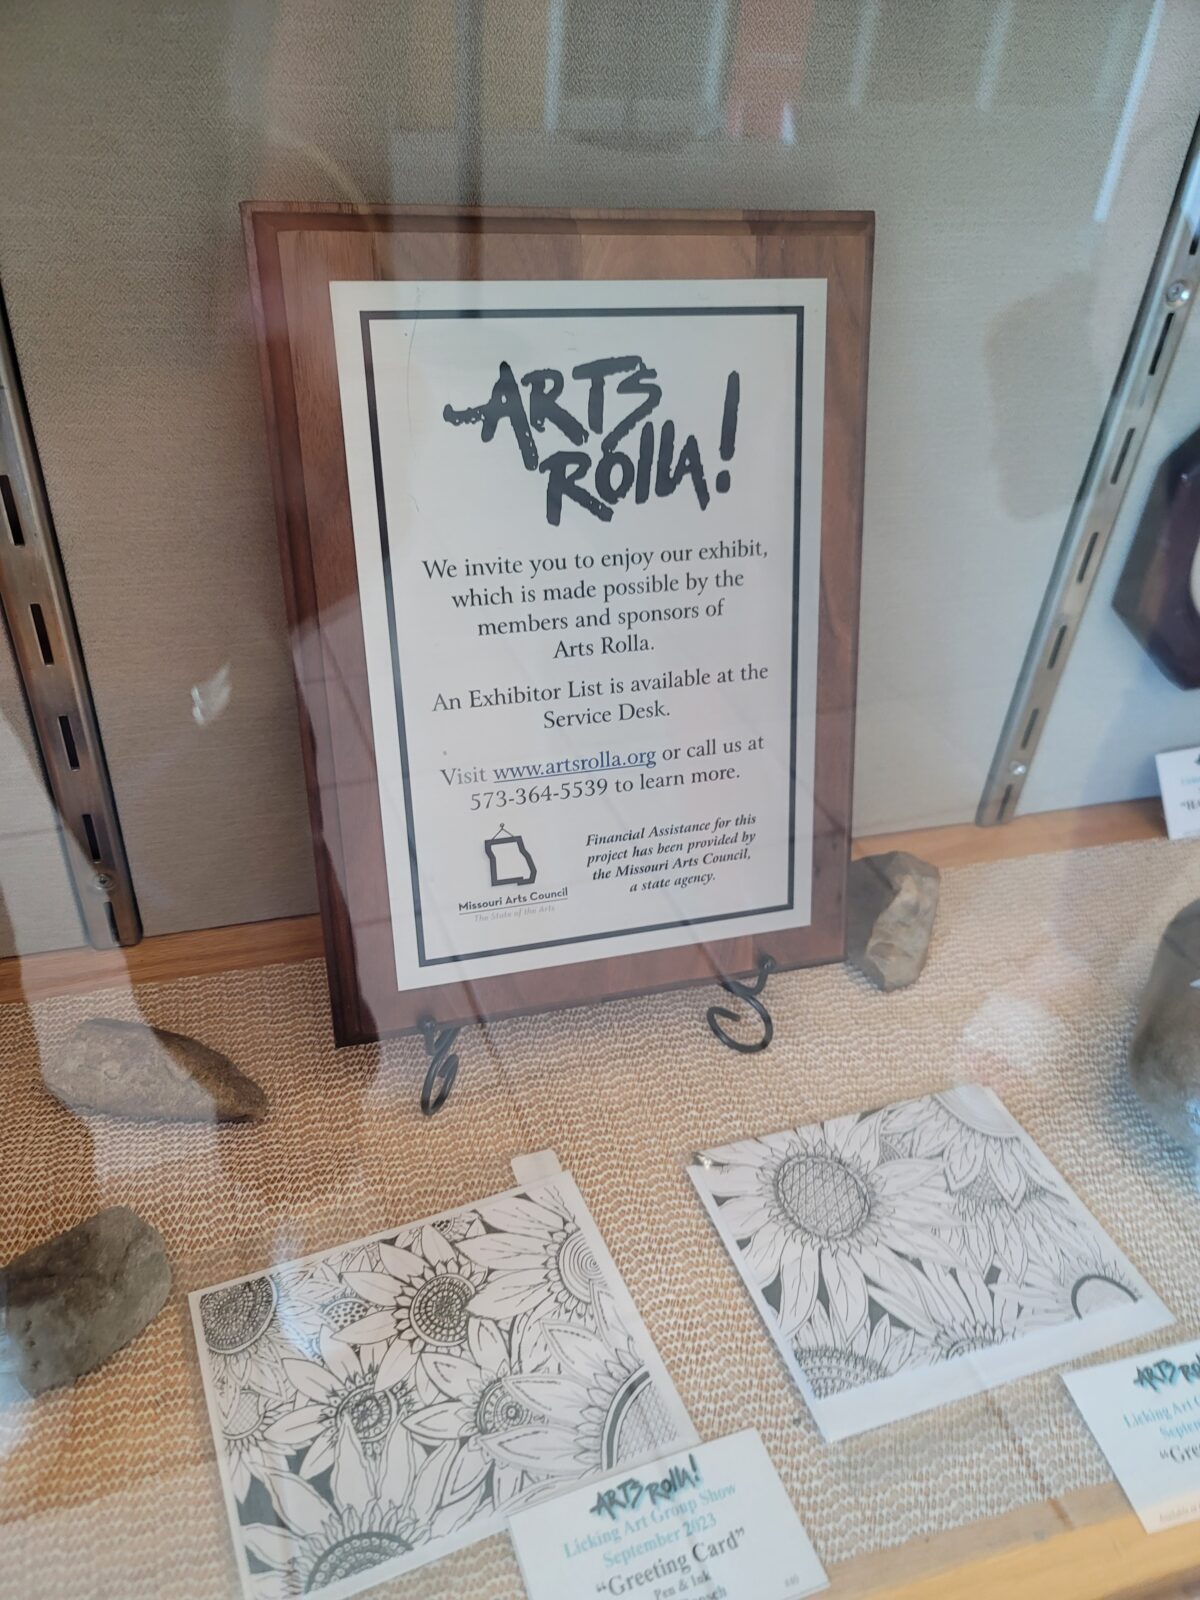 ARTS
ROLLA!
We invite you to enjoy our exhibit,
which is made possible by the
members and sponsors of
Arts Rolla.
An Exhibitor List is available at the
Service Desk.
Visit www.artsrolla.org or call us at
573-364-5539 to learn more.
Financial Assistance for this
project has been provided by
the Missouri Arts Council,
a state agency.
Missouri Arts Council
The State of the Arts
ARTS ROLLA!
Licking Art Group Show
September 2023
"Greeting Card"
Pen & Ink
ARTS
Licking Art